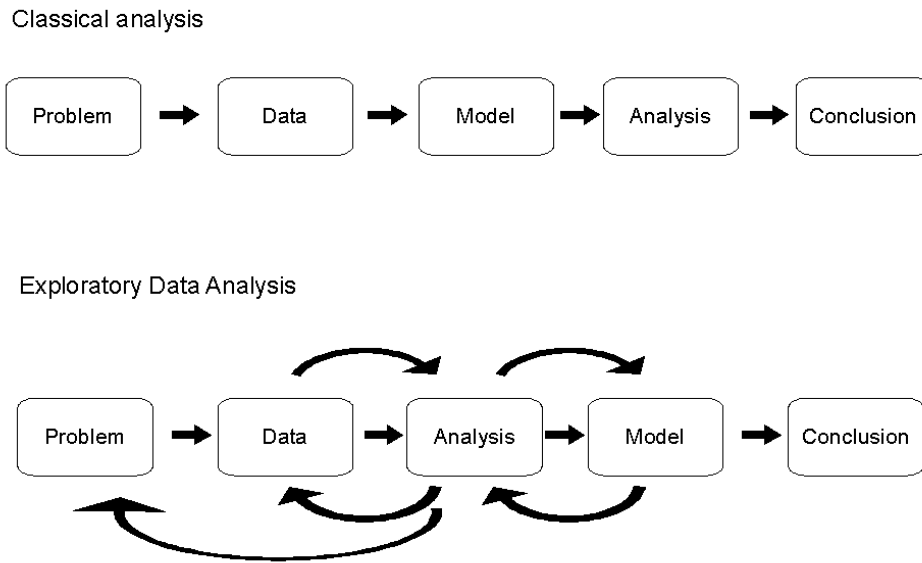 Classical analysis
Problem
Data
Model
Analysis
Conclusion
Exploratory Data Analysis
Problem
Data
Analysis
Model
Conclusion